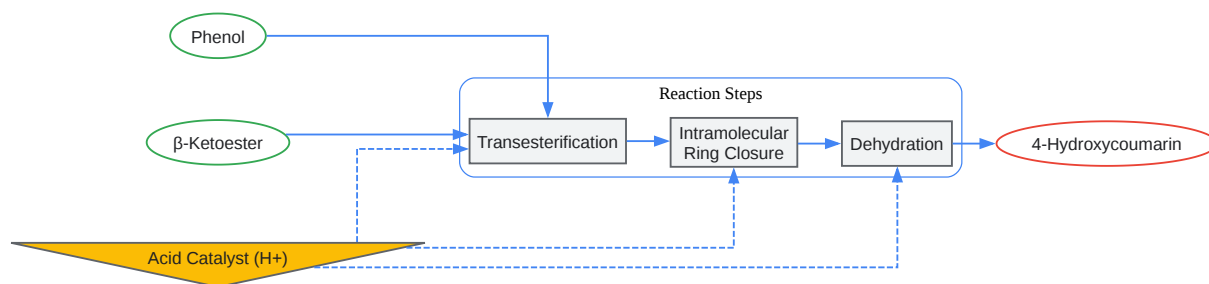 Phenol
Reaction Steps
β-Ketoester
Transesterification
Intramolecular
Ring Closure
Dehydration
4-Hydroxycoumarin
Acid Catalyst (H+)